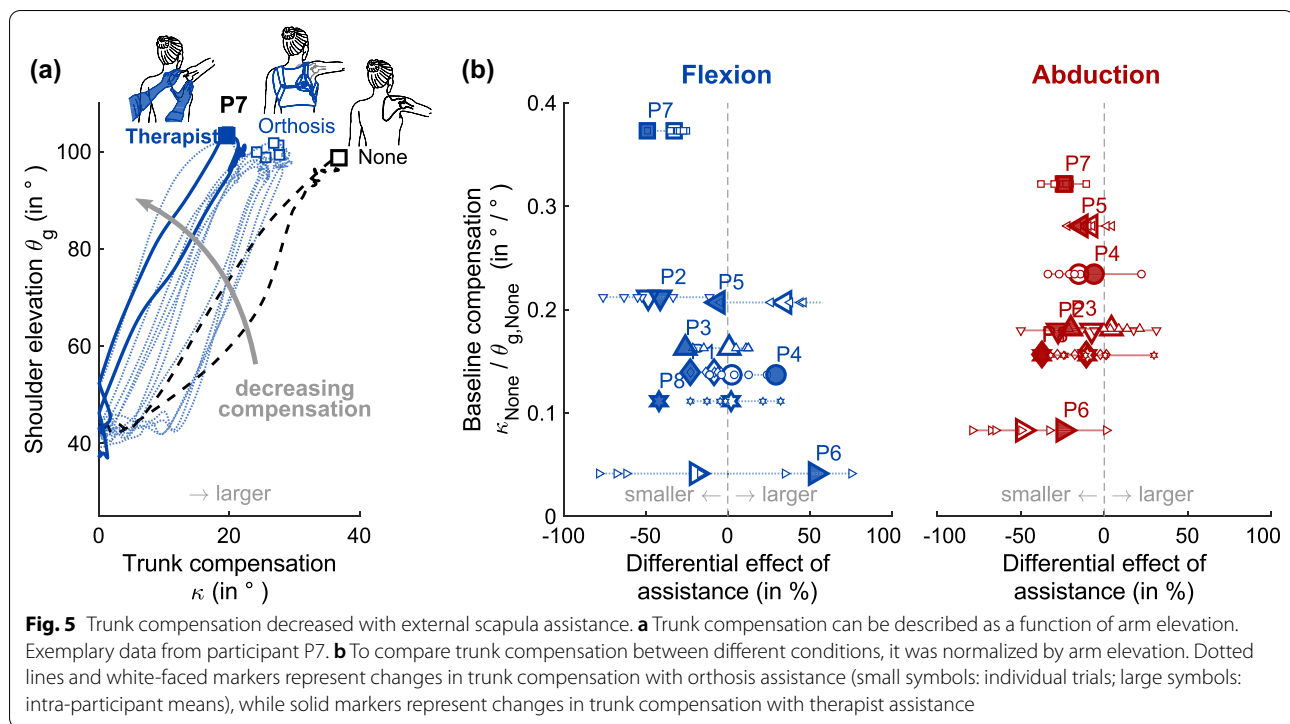 (a)
P7
Therapist
Orthosis
None
Shoulder elevation θg (in °)
100
80
60
40
decreasing
compensation
→ larger
0
20
40
Trunk compensation
κ (in °)
(b)
Flexion
Abduction
Baseline compensation
κNone / θg,None (in ° / °)
0.4
0.3
0.2
0.1
0
P7
P2
P5
P3
P4
P8
P6
smaller ← → larger
-100
-50
0
50
100
Differential effect of
assistance (in %)
P7
P5
P4
P2
P3
P6
smaller ← → larger
-100
-50
0
50
100
Differential effect of
assistance (in %)
Fig. 5 Trunk compensation decreased with external scapula assistance. a Trunk compensation can be described as a function of arm elevation.
Exemplary data from participant P7. b To compare trunk compensation between different conditions, it was normalized by arm elevation. Dotted
lines and white-faced markers represent changes in trunk compensation with orthosis assistance (small symbols: individual trials; large symbols:
intra-participant means), while solid markers represent changes in trunk compensation with therapist assistance